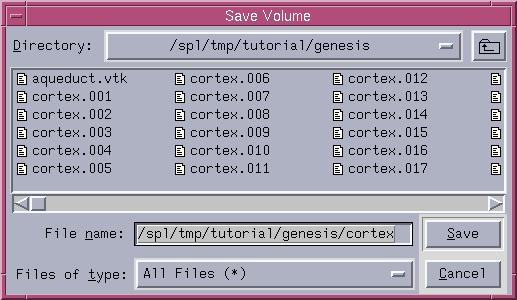 Save Volume
Directory: /spl/tmp/tutorial/genesis
aqueduct.vtk cortex.006 cortex.012
cortex.001 cortex.007 cortex.013
cortex.002 cortex.008 cortex.014
cortex.003 cortex.009 cortex.015
cortex.004 cortex.010 cortex.016
cortex.005 cortex.011 cortex.017
File name: /spl/tmp/tutorial/genesis/cortex Save
Files of type: All Files (*) Cancel